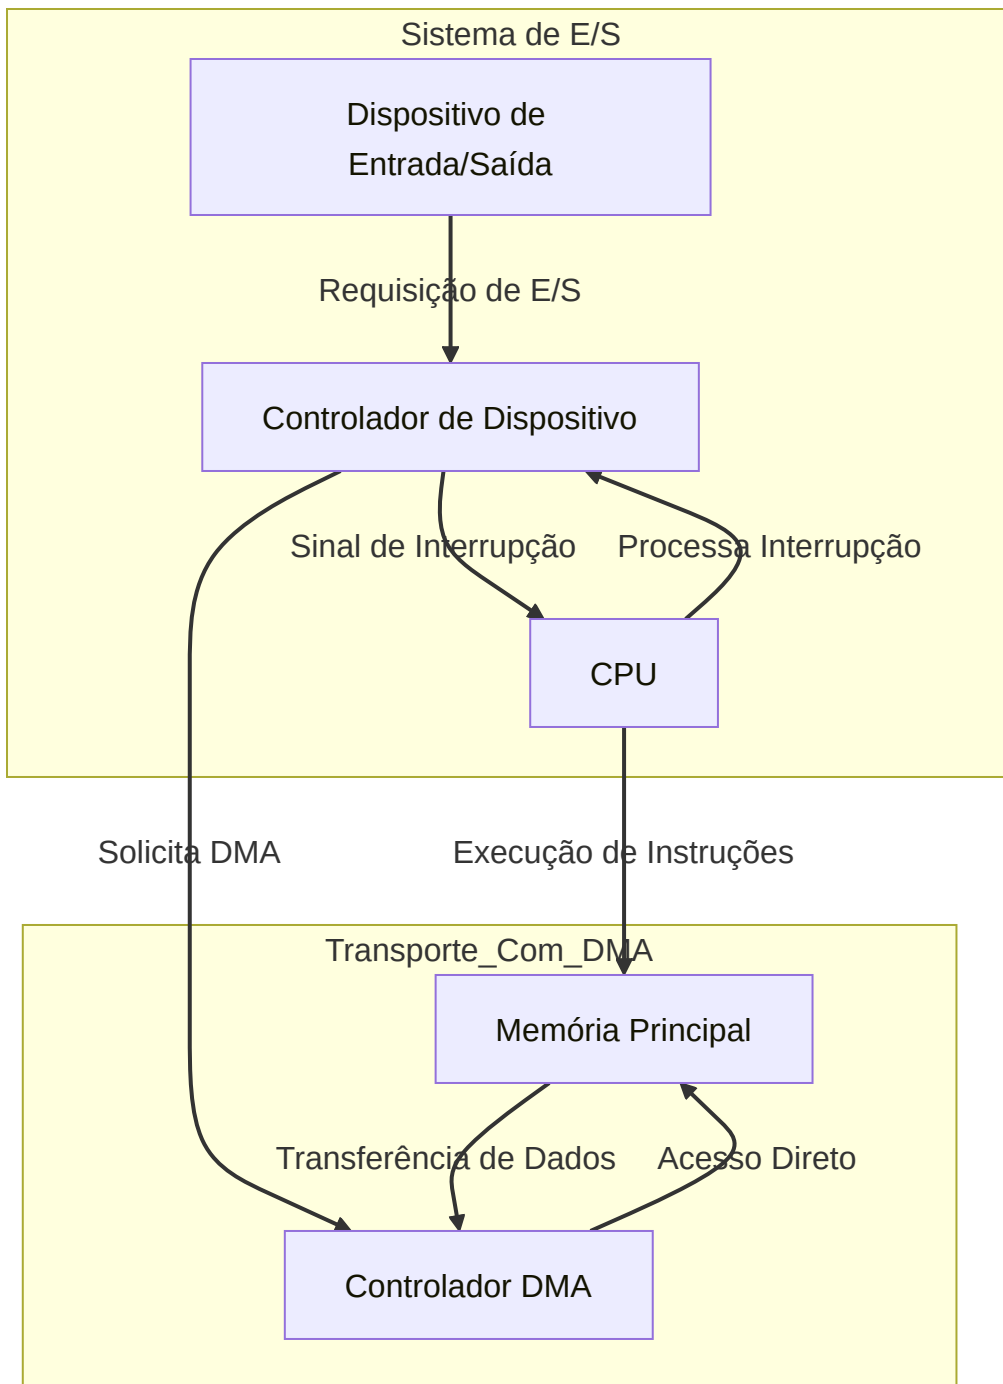 Sistema de E/S
Dispositivo de
Entrada/Saída
Requisição de E/S
Controlador de Dispositivo
Sinal de Interrupção
Processa Interrupção
CPU
Solicita DMA
Execução de Instruções
Transporte_Com_DMA
Memória Principal
Transferência de Dados
Acesso Direto
Controlador DMA